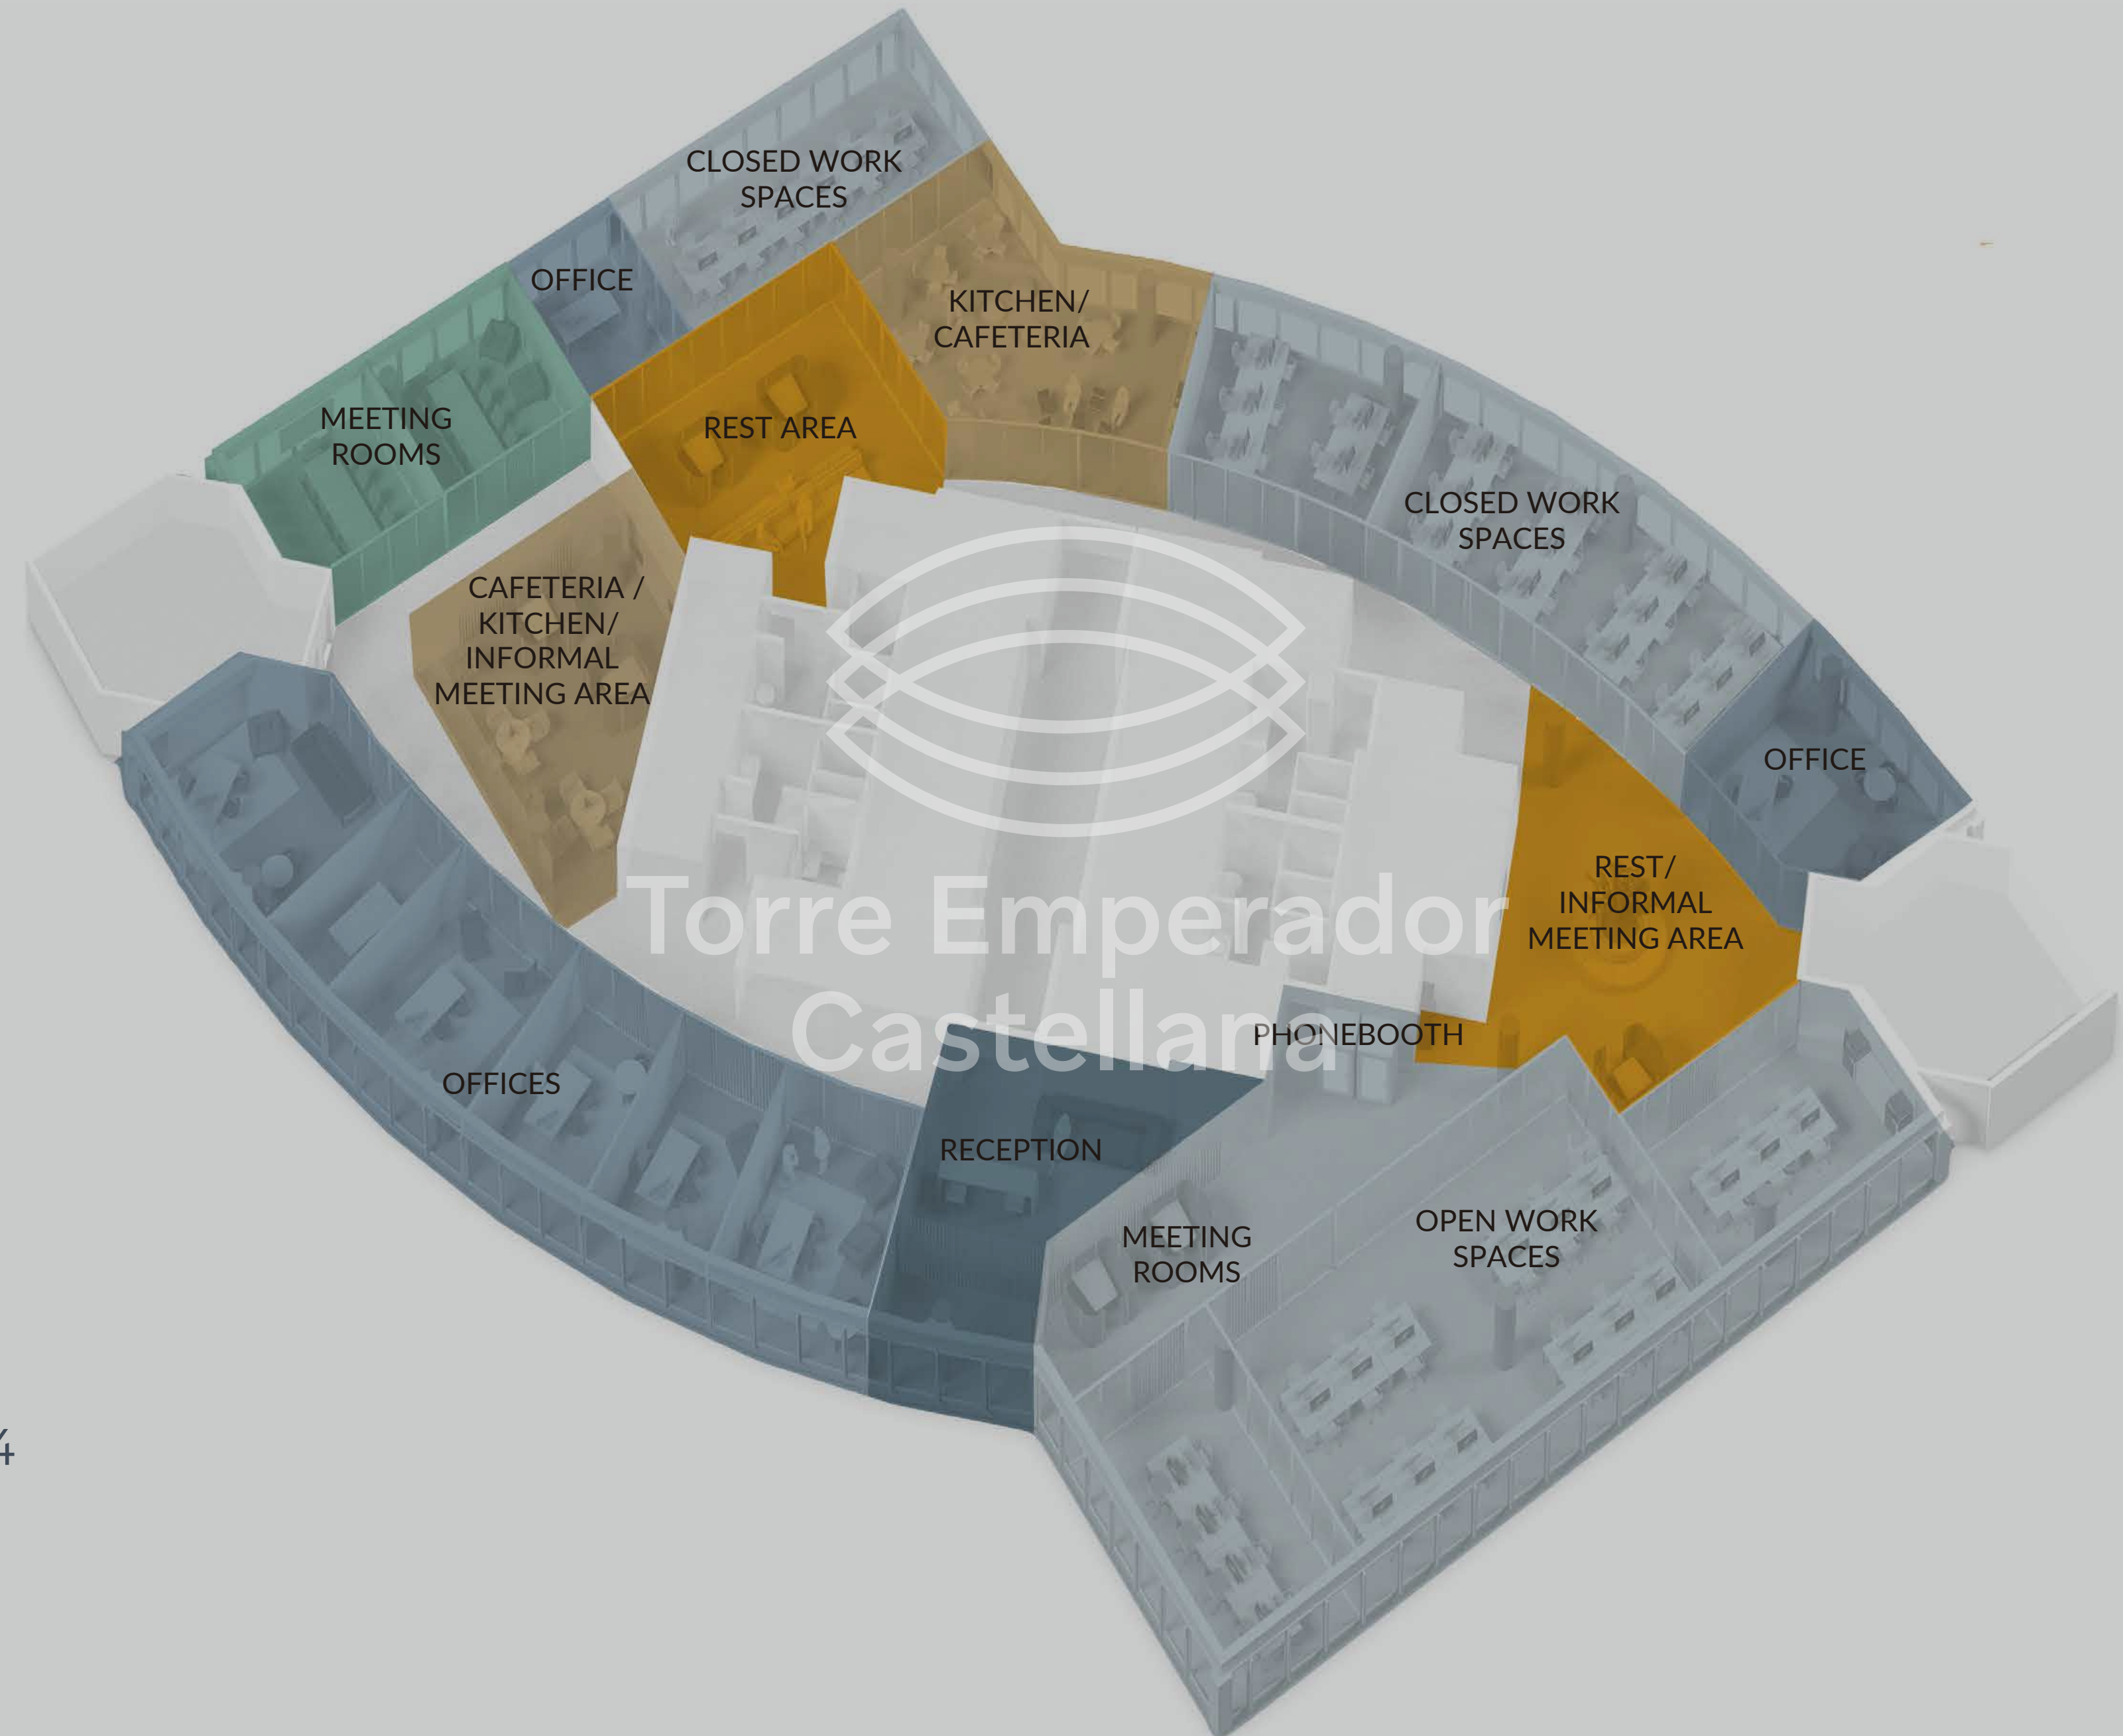 CLOSED WORK
SPACES
OFFICE
KITCHEN/
CAFETERIA
MEETING
ROOMS
REST AREA
CLOSED WORK
SPACES
CAFETERIA /
KITCHEN/
INFORMAL
MEETING AREA
OFFICE
REST/
INFORMAL
MEETING AREA
Torre Emperador
Castellana
PHONEBOOTH
OFFICES
RECEPTION
MEETING
ROOMS
OPEN WORK
SPACES
4